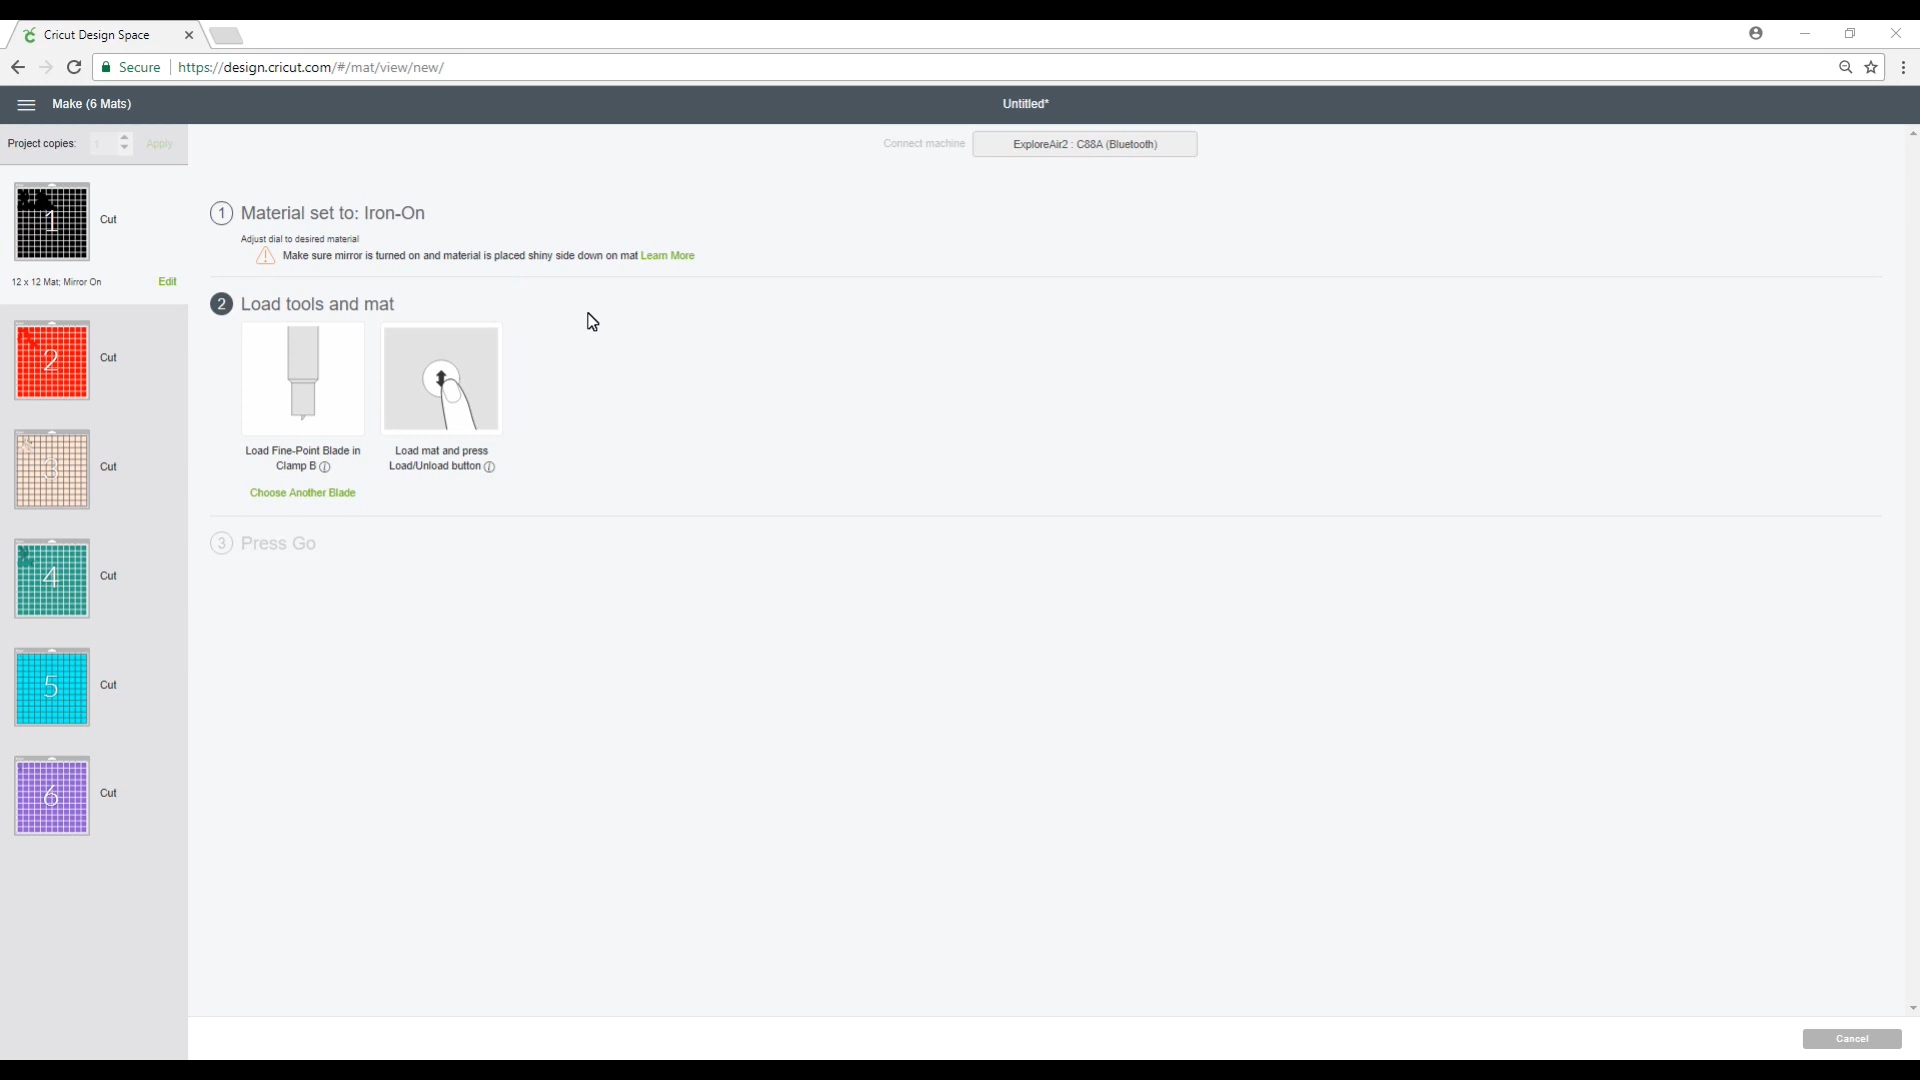 Cricut Design Space
Secure
https://design.cricut.com/#/mat/view/new/
Make (6 Mats)
Untitled*
Project copies:
1
Apply
Connect machine
ExploreAir2 : C88A (Bluetooth)
1
Cut
12 x 12 Mat; Mirror On
Edit
2
Cut
3
Cut
4
Cut
5
Cut
6
Cut
1 Material set to: Iron-On
Adjust dial to desired material
Make sure mirror is turned on and material is placed shiny side down on mat Learn More
2 Load tools and mat
Load Fine-Point Blade in
Clamp B
Choose Another Blade
Load mat and press
Load/Unload button
3 Press Go
Cancel